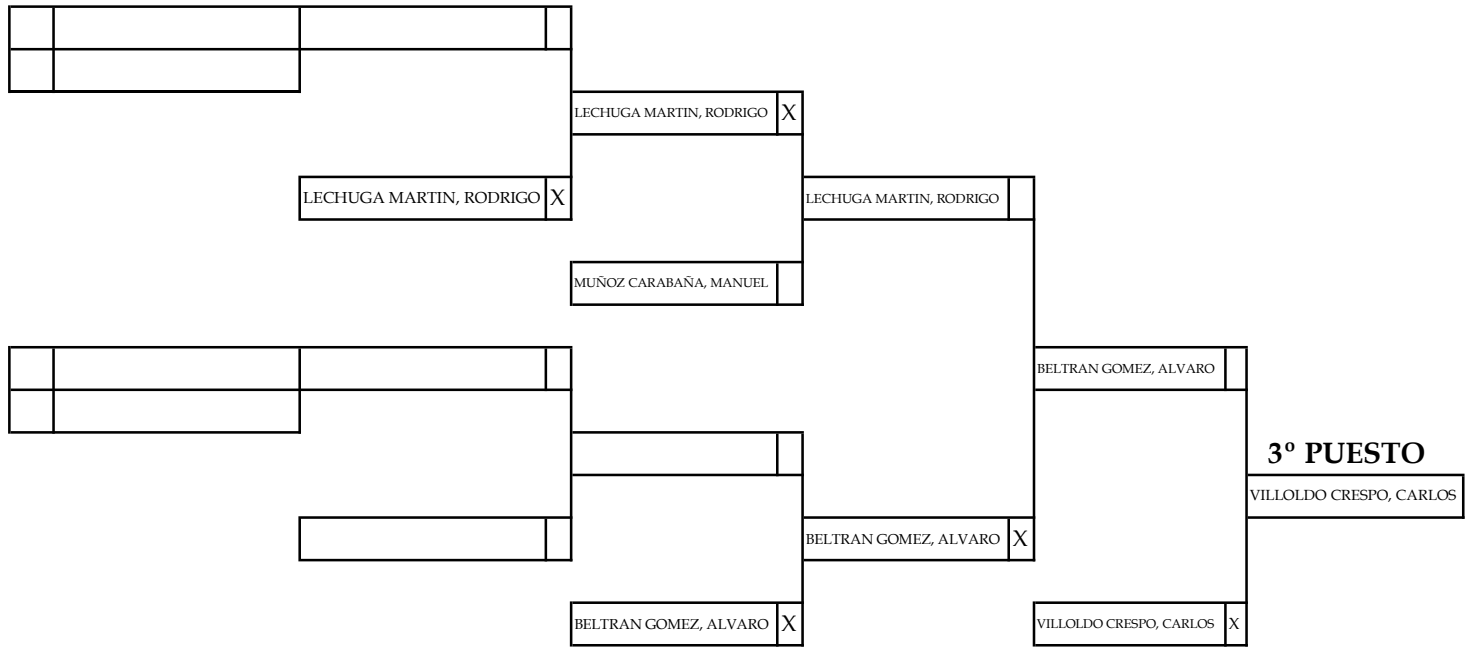 LECHUGA MARTIN, RODRIGO X
LECHUGA MARTIN, RODRIGO X
LECHUGA MARTIN, RODRIGO
MUÑOZ CARABAÑA, MANUEL
BELTRAN GOMEZ, ALVARO
3º PUESTO
VILLOLDO CRESPO, CARLOS
BELTRAN GOMEZ, ALVARO X
BELTRAN GOMEZ, ALVARO X
VILLOLDO CRESPO, CARLOS X